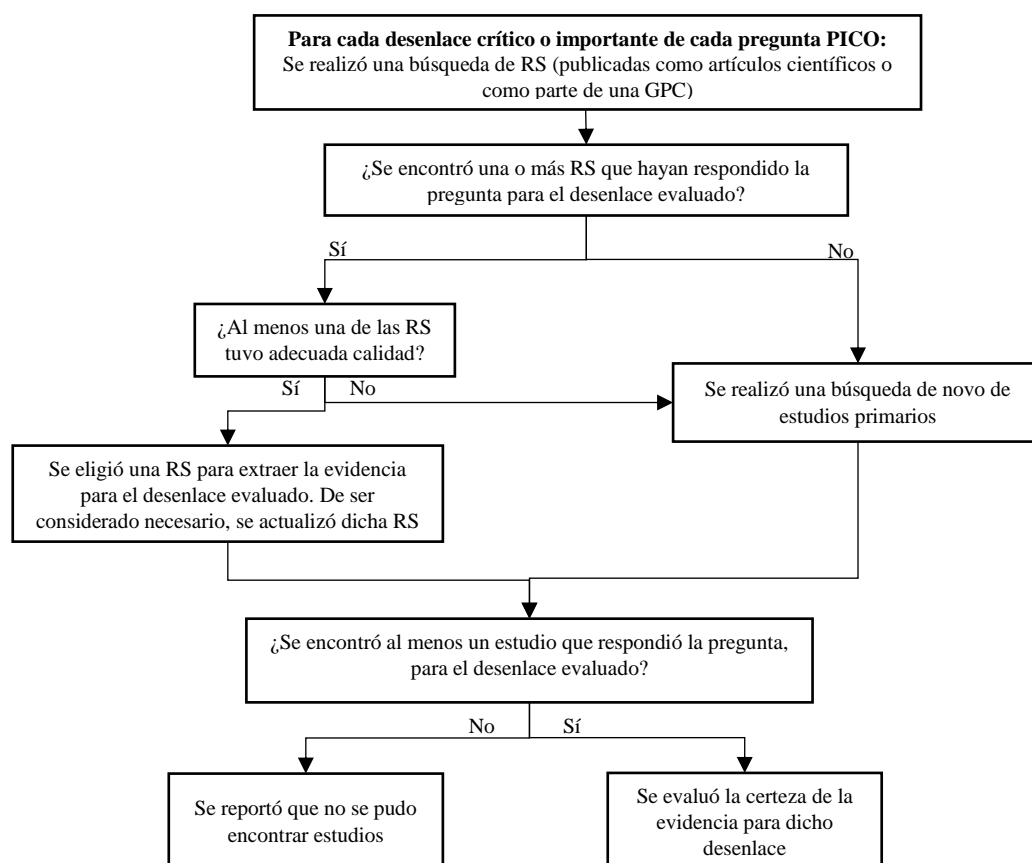 Para cada desenlace crítico o importante de cada pregunta PICO:
Se realizó una búsqueda de RS (publicadas como artículos científicos o
como parte de una GPC)
¿Se encontró una o más RS que hayan respondido la
pregunta para el desenlace evaluado?
Sí
No
¿Al menos una de las RS
tuvo adecuada calidad?
Sí
No
Se realizó una búsqueda de novo de
estudios primarios
Se eligió una RS para extraer la evidencia
para el desenlace evaluado. De ser
considerado necesario, se actualizó dicha RS
¿Se encontró al menos un estudio que respondió la pregunta,
para el desenlace evaluado?
No
Sí
Se reportó que no se pudo
encontrar estudios
Se evaluó la certeza de la
evidencia para dicho
desenlace